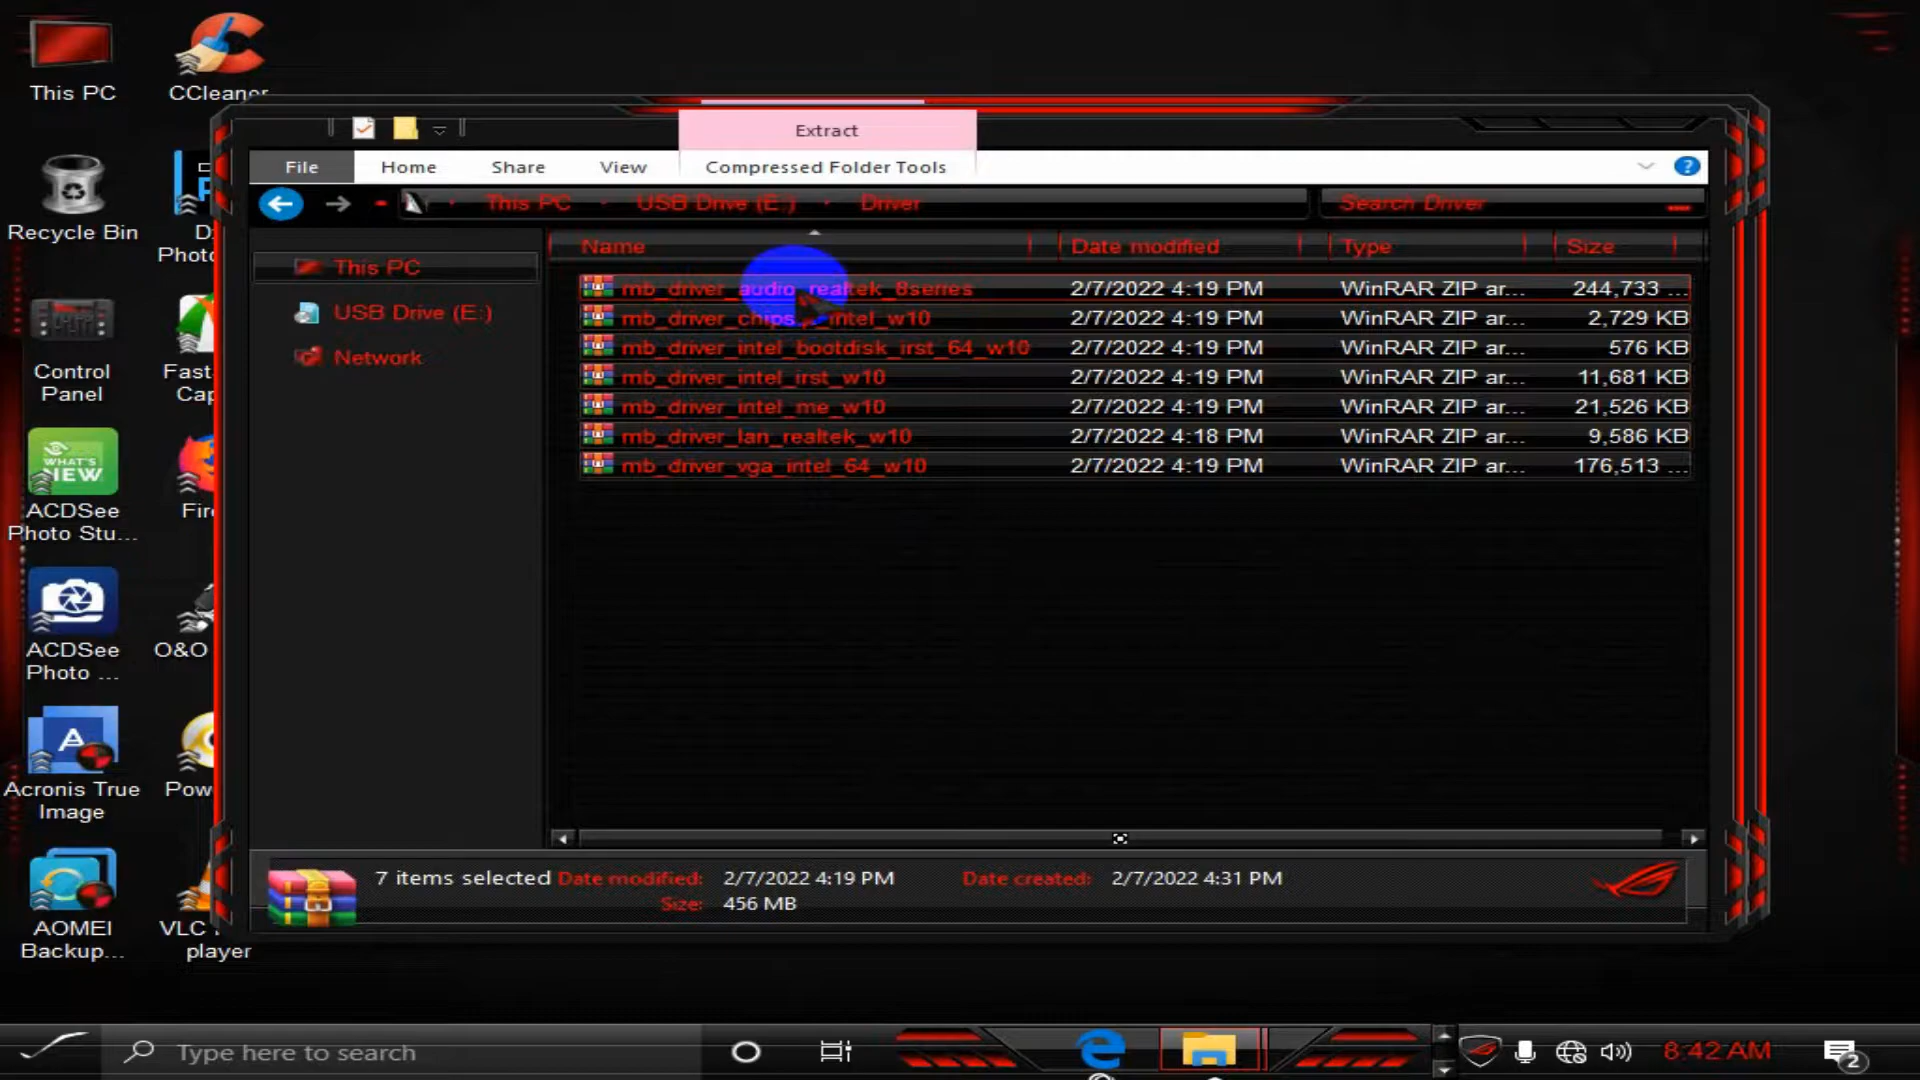 This PC
CCleaner
Recycle Bin
Control
Panel
ACDSee
Photo Stu...
ACDSee
Photo ...
O&O
Acronis True
Image
AOMEI
Backup...
VLC
player
Extract
File
Home
Share
View
Compressed Folder Tools
This PC
USB Drive (E:)
Driver
Search Driver
This PC
USB Drive (E:)
Network
Name
Date modified
Type
Size
mb_driver_audio_realtek_8series 2/7/2022 4:19 PM WinRAR ZIP ar... 244,733 ...
mb_driver_chipset_intel_w10 2/7/2022 4:19 PM WinRAR ZIP ar... 2,729 KB
mb_driver_intel_bootdisk_irst_64_w10 2/7/2022 4:19 PM WinRAR ZIP ar... 576 KB
mb_driver_intel_irst_w10 2/7/2022 4:19 PM WinRAR ZIP ar... 11,681 KB
mb_driver_intel_me_w10 2/7/2022 4:19 PM WinRAR ZIP ar... 21,526 KB
mb_driver_lan_realtek_w10 2/7/2022 4:18 PM WinRAR ZIP ar... 9,586 KB
mb_driver_vga_intel_64_w10 2/7/2022 4:19 PM WinRAR ZIP ar... 176,513 ...
7 items selected Date modified: 2/7/2022 4:19 PM Date created: 2/7/2022 4:31 PM
Size: 456 MB
Type here to search
8:42 AM
2